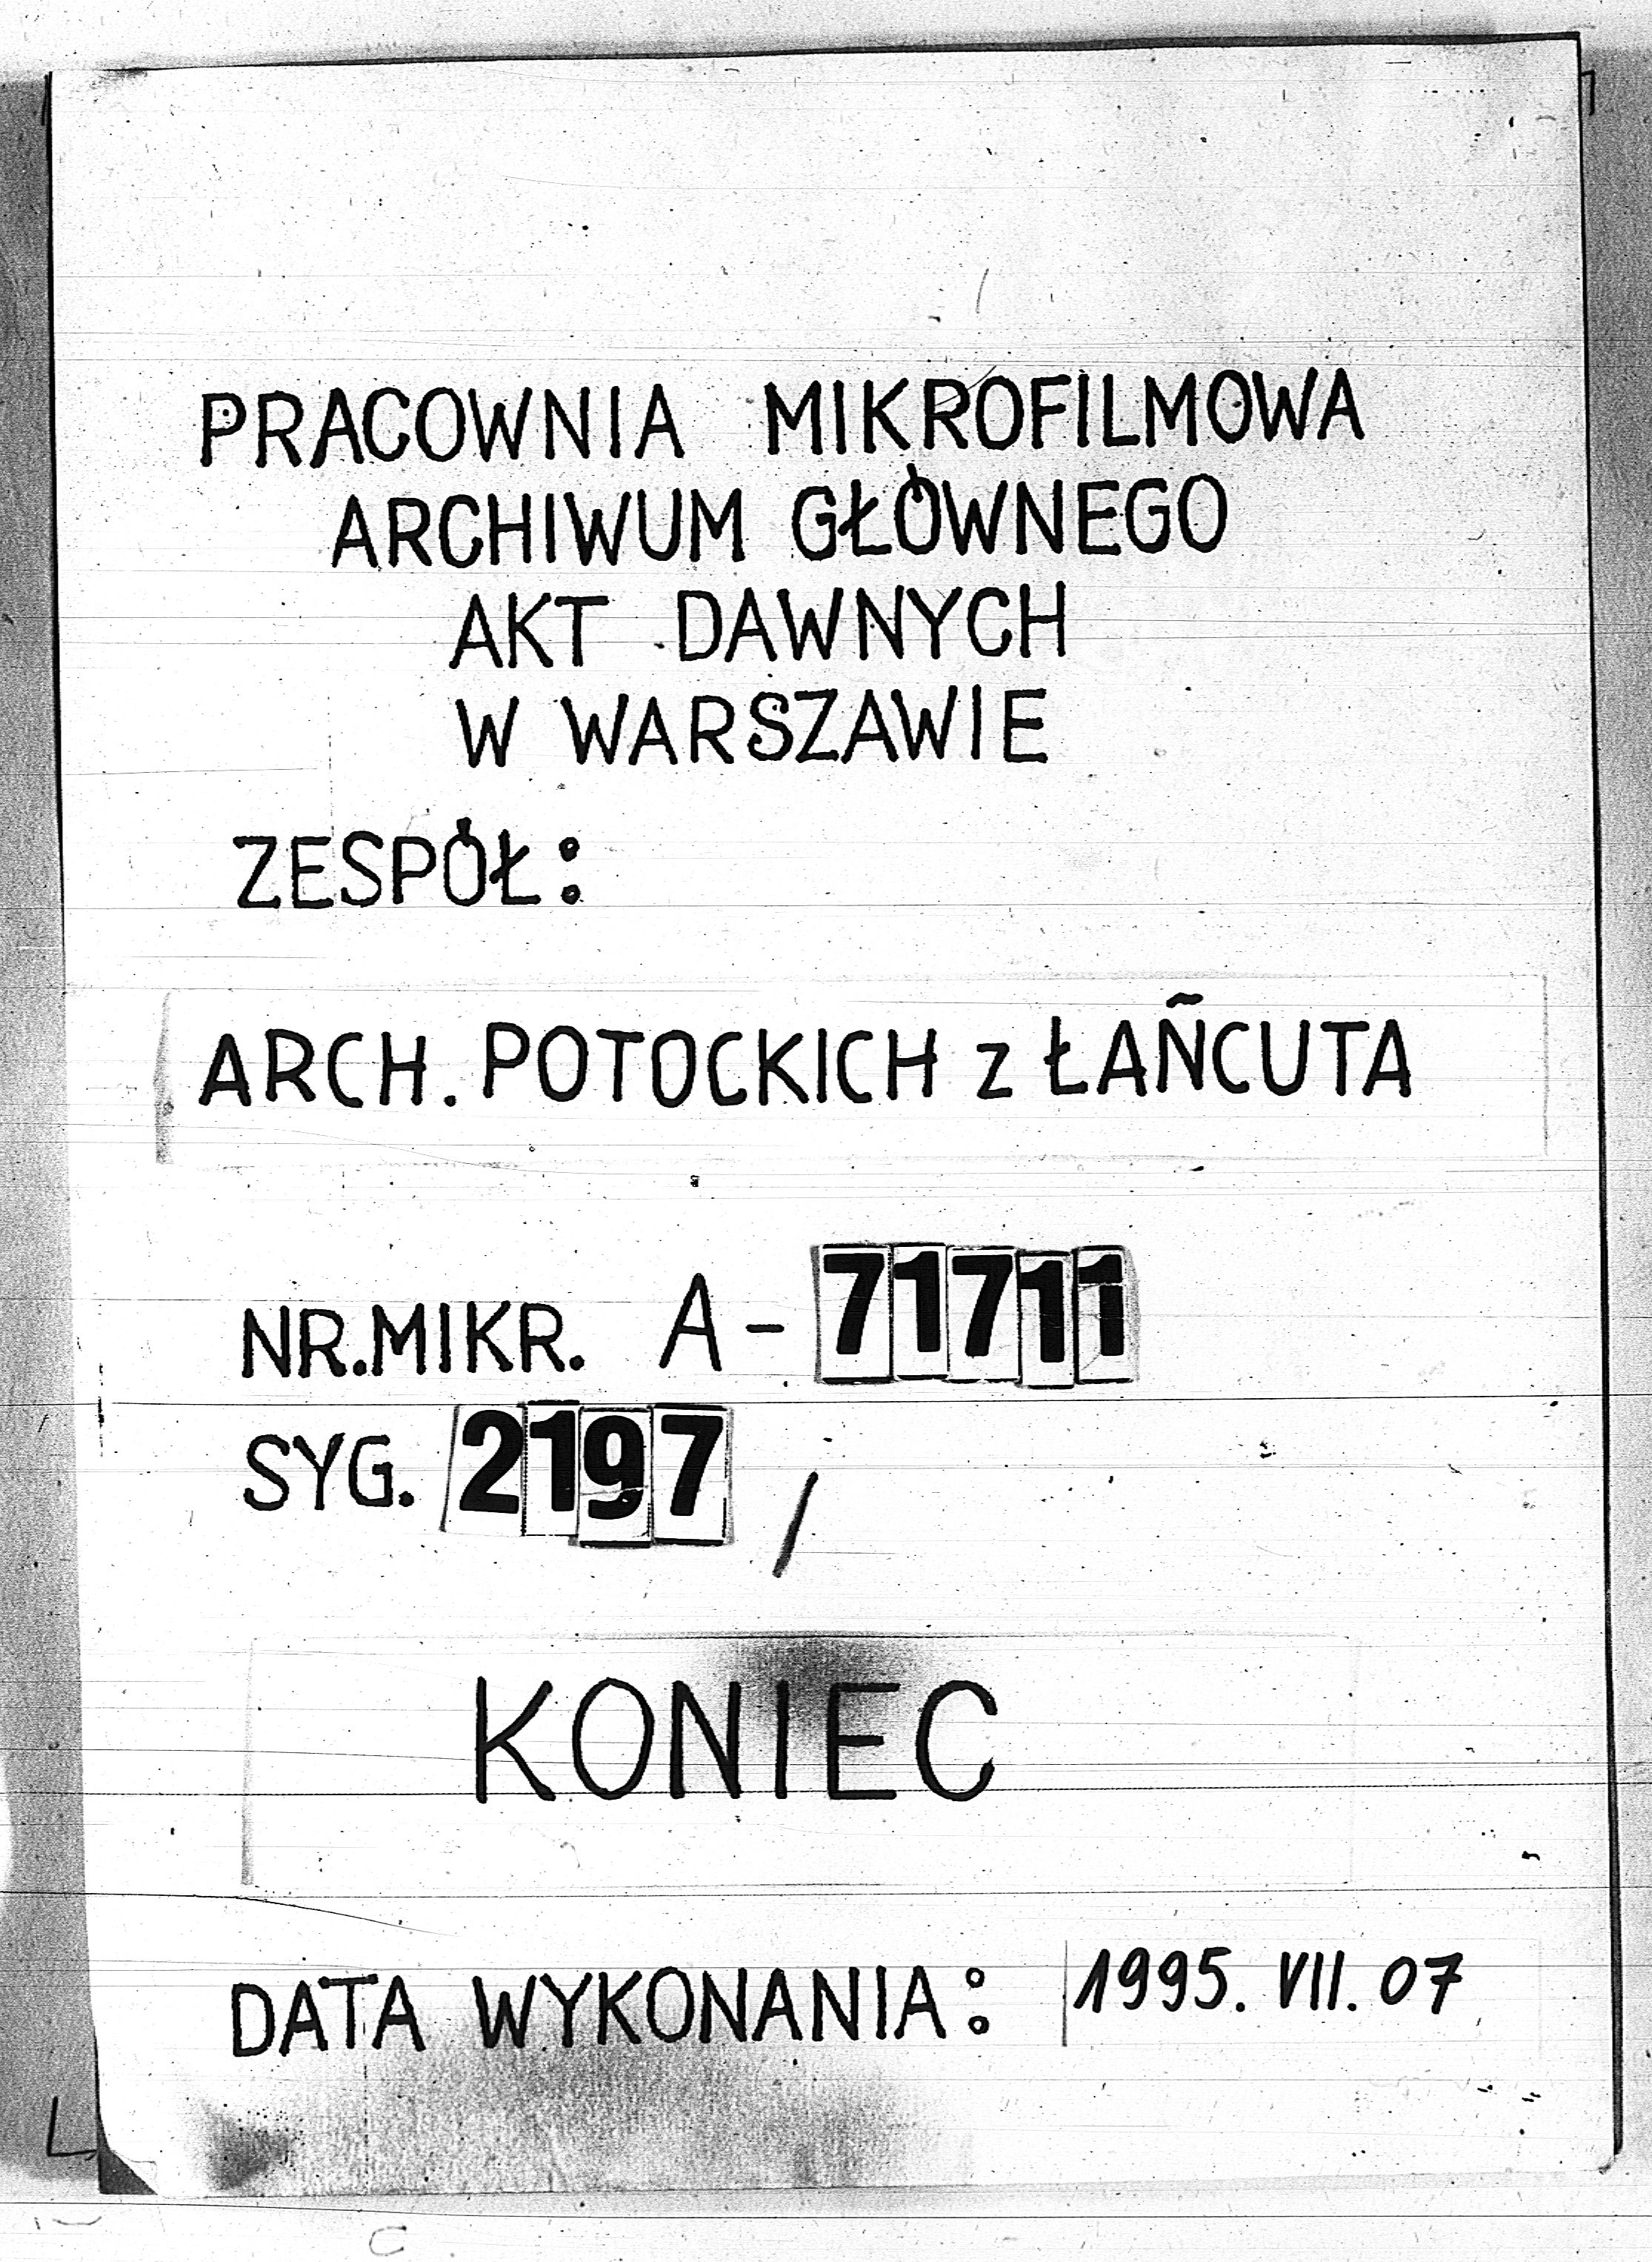 PRACOWNIA MIKROFILMOWA
ARCHIWUM GŁÓWNEGO
AKT DAWNYCH
W WARSZAWIE
ZESPÓŁ:
ARCH. POTOCKICH z ŁAÑCUTA
NR.MIKR. A-71711
SYG. 2197 /
KONIEC
DATA WYKONANIA: 1995. VII. 07